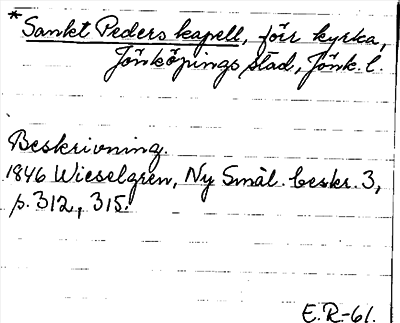 * Sankt Peders kapell, förr kyrka,
Jönköpings stad, Jönk. l.
Beskrivning.
1846 Wieselgren, Ny Smål. beskr. 3,
p. 312, 315.
E.R-61.